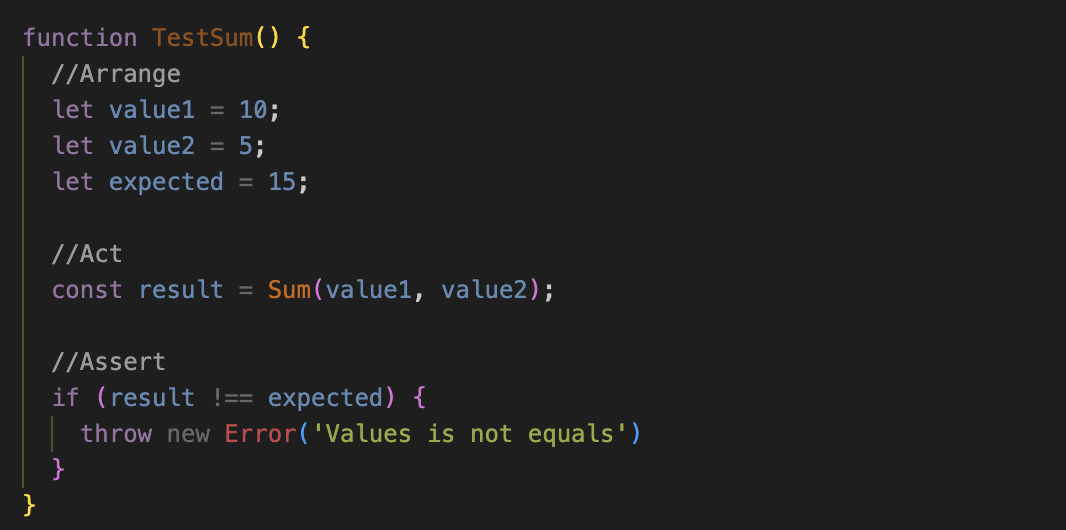 function TestSum() {
//Arrange
let value1 = 10;
let value2 = 5;
let expected = 15;
//Act
const result = Sum(value1, value2);
//Assert
if (result !== expected) {
throw new Error('Values is not equals')
}
}